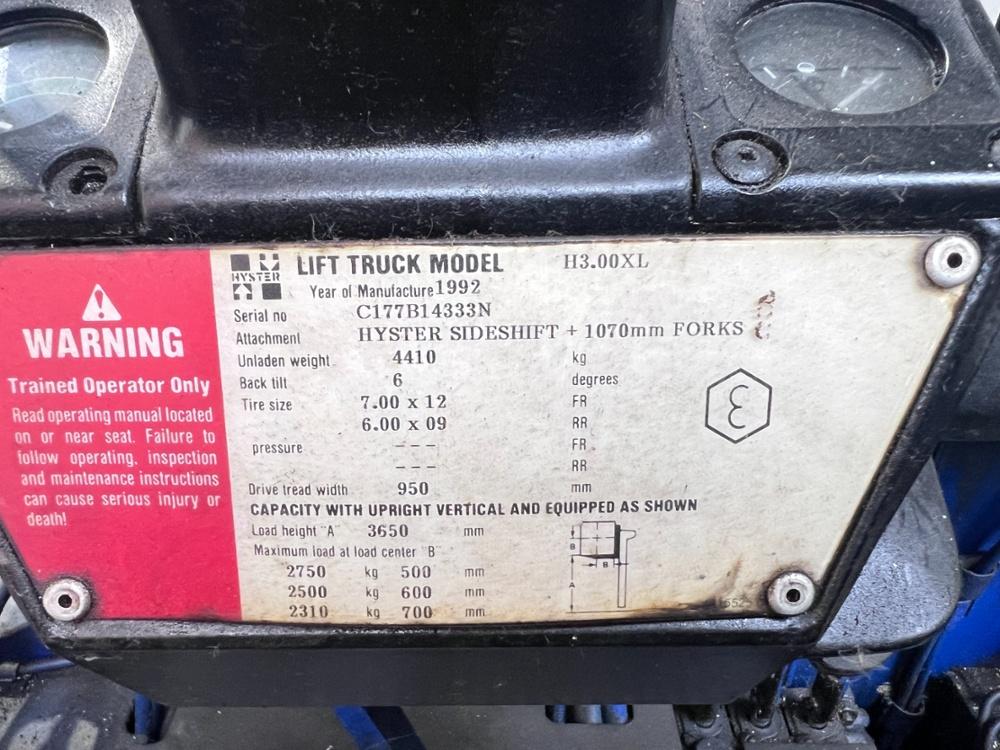 HYSTER
LIFT TRUCK MODEL H3.00XL
Year of Manufacture 1992
Serial no C177B14333N
Attachment HYSTER SIDESHIFT + 1070mm FORKS
Unladen weight 4410 kg
Back tilt 6 degrees
Tire size 7.00 x 12 FR
6.00 x 09 RR
pressure --- FR
--- RR
Drive tread width 950 mm
CAPACITY WITH UPRIGHT VERTICAL AND EQUIPPED AS SHOWN
Load height "A" 3650 mm
Maximum load at load center "B"
2750 kg 500 mm
2500 kg 600 mm
2310 kg 700 mm
B
B
A
WARNING
Trained Operator Only
Read operating manual located
on or near seat. Failure to
follow operating, inspection
and maintenance instructions
can cause serious injury or
death!